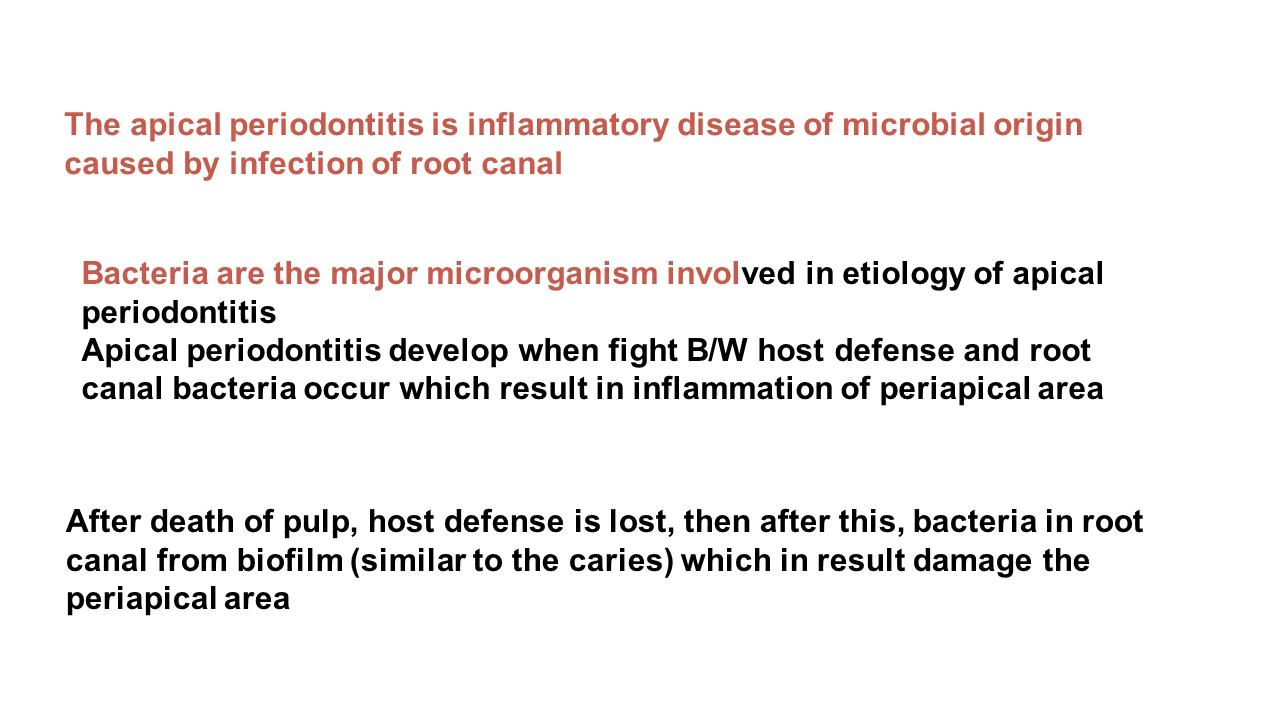 The apical periodontitis is inflammatory disease of microbial origin
caused by infection of root canal
Bacteria are the major microorganism involved in etiology of apical
periodontitis
Apical periodontitis develop when fight B/W host defense and root
canal bacteria occur which result in inflammation of periapical area
After death of pulp, host defense is lost, then after this, bacteria in root
canal from biofilm (similar to the caries) which in result damage the
periapical area